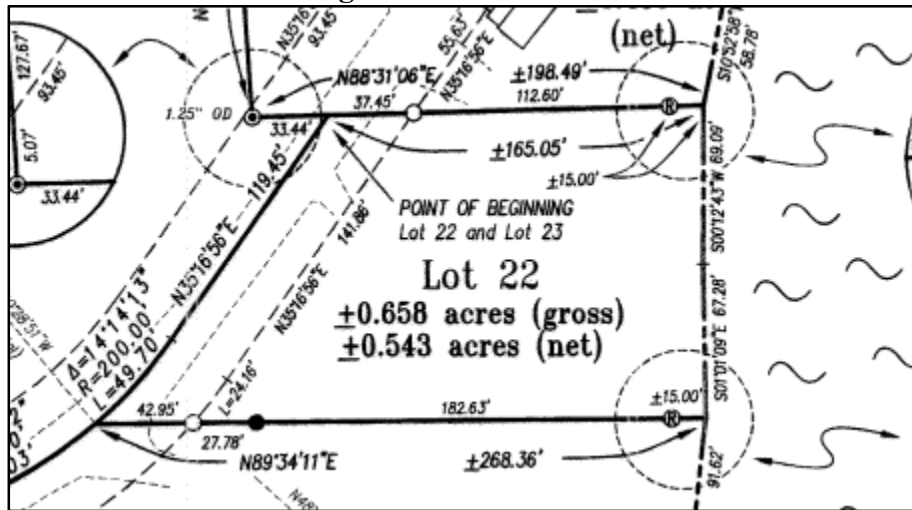 127.67'
93.45'
5.07'
33.44'
1.25" OD
N35°16'
93.45'
N88°31'06"E
33.44'
37.45'
55.63'
N35°16'56"E
(net)
±198.49'
112.60'
R
±165.05'
±15.00'
S10°52'58"
58.78'
69.09'
S00°12'43"W
119.45'
N35°16'56"E
POINT OF BEGINNING
Lot 22 and Lot 23
141.86'
N35°16'56"E
Lot 22
±0.658 acres (gross)
±0.543 acres (net)
67.28'
S01°01'09"E
Δ=14°14'13"
R=200.00'
L=49.70'
28'51"W
L=24.16'
42.95'
27.78'
182.63'
±15.00'
R
N89°34'11"E
±268.36'
91.62'
03'
N48°